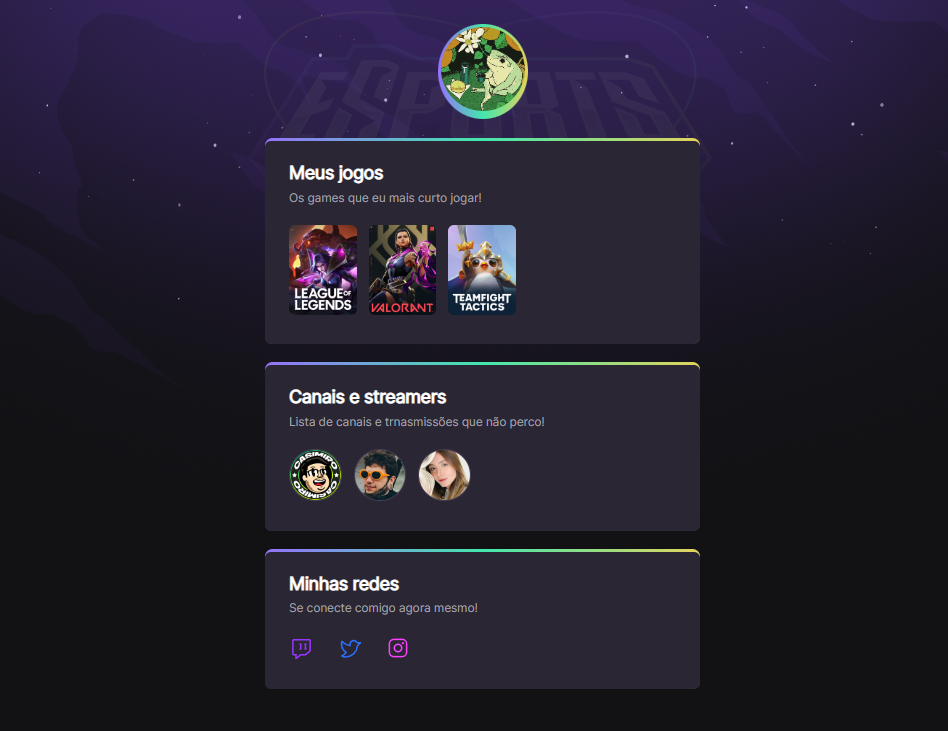 ESPORTS
Meus jogos
Os games que eu mais curto jogar!
LEAGUE OF
LEGENDS
VALORANT
TEAMFIGHT
TACTICS
Canais e streamers
Lista de canais e trnasmissões que não perco!
CASIMIRO
CASIMIRO
Minhas redes
Se conecte comigo agora mesmo!